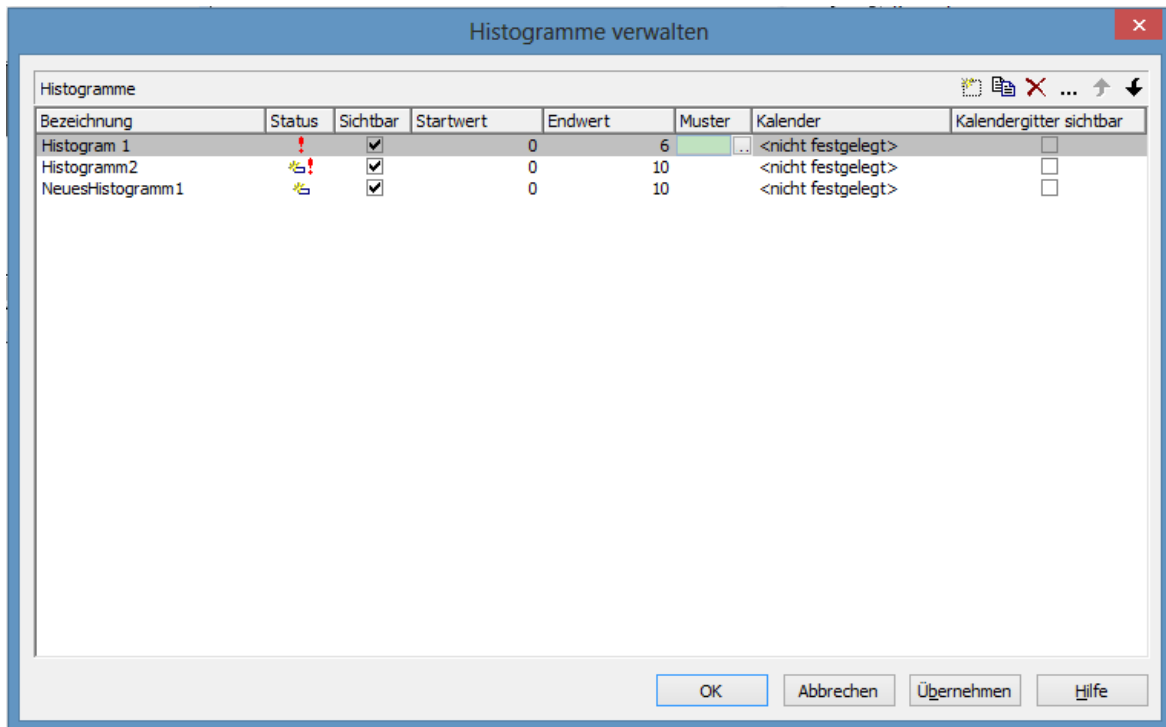 Histogramme verwalten
Histogramme
Bezeichnung Status Sichtbar Startwert Endwert Muster Kalender Kalendergitter sichtbar
Histogram 1 0 6 .. <nicht festgelegt>
Histogramm2 0 10 <nicht festgelegt>
NeuesHistogramm1 0 10 <nicht festgelegt>
OK Abbrechen Übernehmen Hilfe